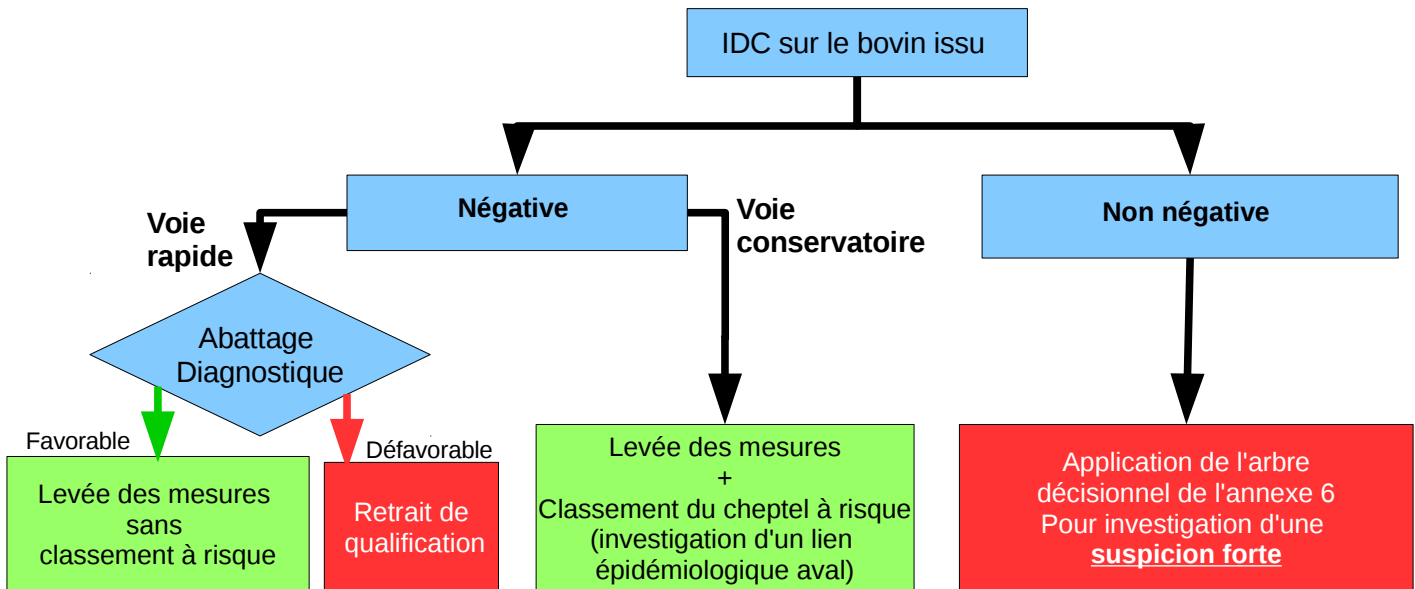 IDC sur le bovin issu
Négative
Non négative
Voie
rapide
Voie
conservatoire
Abattage
Diagnostique
Favorable
Défavorable
Levée des mesures
sans
classement à risque
Retrait de
qualification
Levée des mesures
+
Classement du cheptel à risque
(investigation d'un lien
épidémiologique aval)
Application de l'arbre
décisionnel de l'annexe 6
Pour investigation d'une
suspicion forte